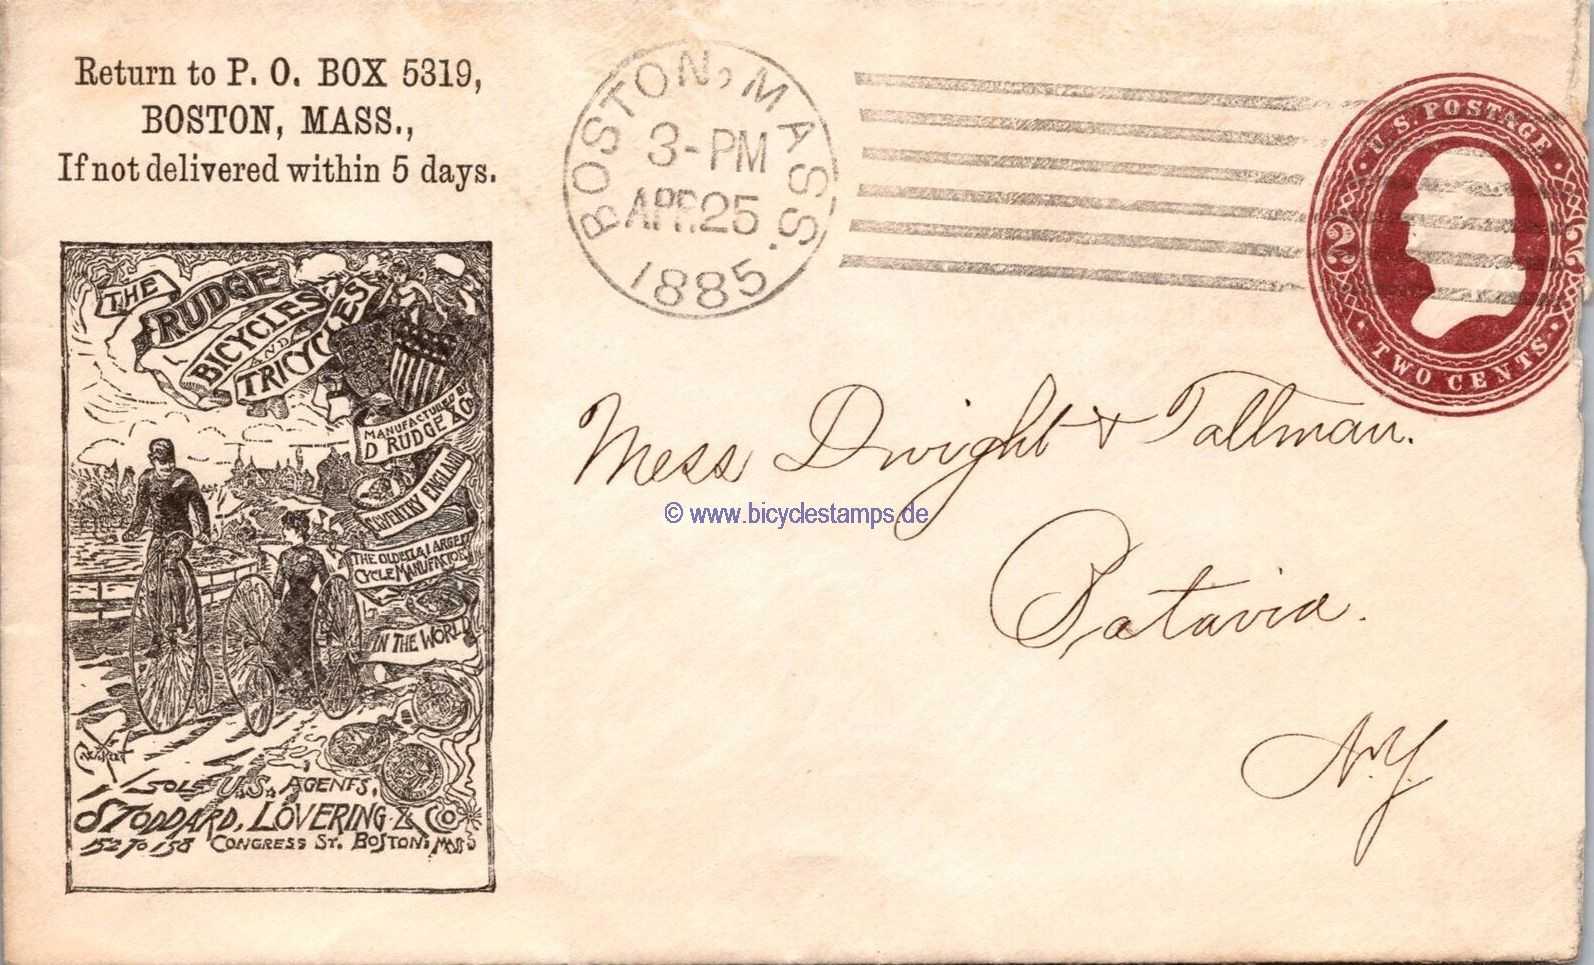 Return to P. O. BOX 5319,
BOSTON, MASS.,
If not delivered within 5 days.
BOSTON, MASS.
3-PM
APR.25
1885
U.S. POSTAGE
2 2
TWO CENTS
THE
RUDGE
BICYCLES
AND
TRICYCLES
MANUFACTURED BY
D RUDGE & Co
COVENTRY ENGLAND
THE OLDEST & LARGEST
CYCLE MANUFACTORY
IN THE WORLD
SOLE U.S. AGENTS,
STODDARD, LOVERING & CO
152 TO 158 CONGRESS ST. BOSTON, MASS
Mess Dwight & Tallman.
© www.bicyclestamps.de
Batavia.
N.Y.